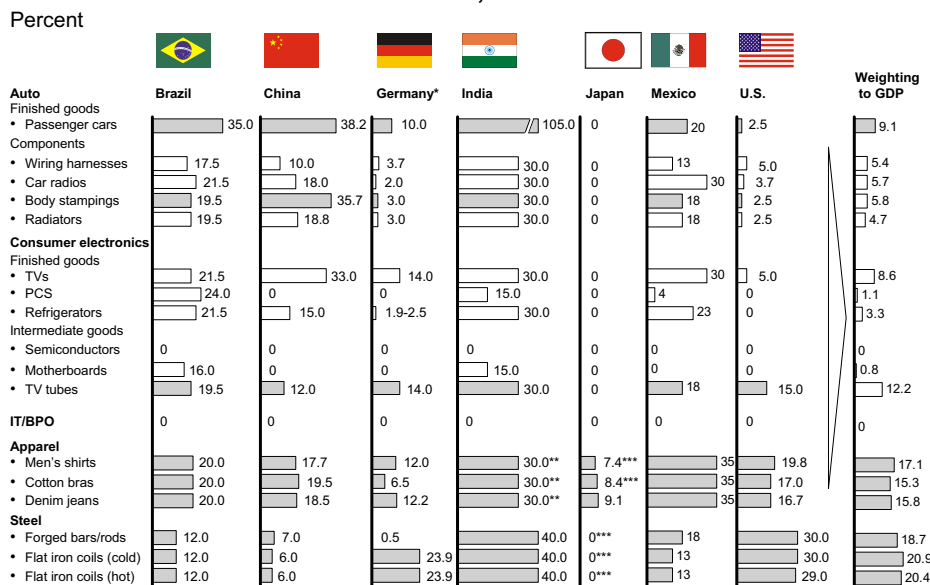 Percent
Weighting
Auto Brazil China Germany* India Japan Mexico U.S. to GDP
Finished goods
• Passenger cars 35.0 38.2 10.0 105.0 0 20 2.5 9.1
Components
• Wiring harnesses 17.5 10.0 3.7 30.0 0 13 5.0 5.4
• Car radios 21.5 18.0 2.0 30.0 0 30 3.7 5.7
• Body stampings 19.5 35.7 3.0 30.0 0 18 2.5 5.8
• Radiators 19.5 18.8 3.0 30.0 0 18 2.5 4.7
Consumer electronics
Finished goods
• TVs 21.5 33.0 14.0 30.0 0 30 5.0 8.6
• PCS 24.0 0 0 15.0 0 4 0 1.1
• Refrigerators 21.5 15.0 1.9-2.5 30.0 0 23 0 3.3
Intermediate goods
• Semiconductors 0 0 0 0 0 0 0 0
• Motherboards 16.0 0 0 15.0 0 0 0 0.8
• TV tubes 19.5 12.0 14.0 30.0 0 18 15.0 12.2
IT/BPO 0 0 0 0 0 0 0 0
Apparel
• Men's shirts 20.0 17.7 12.0 30.0** 7.4*** 35 19.8 17.1
• Cotton bras 20.0 19.5 6.5 30.0** 8.4*** 35 17.0 15.3
• Denim jeans 20.0 18.5 12.2 30.0** 9.1 35 16.7 15.8
Steel
• Forged bars/rods 12.0 7.0 0.5 40.0 0*** 18 30.0 18.7
• Flat iron coils (cold) 12.0 6.0 23.9 40.0 0*** 13 30.0 20.9
• Flat iron coils (hot) 12.0 6.0 23.9 40.0 0*** 13 29.0 20.4